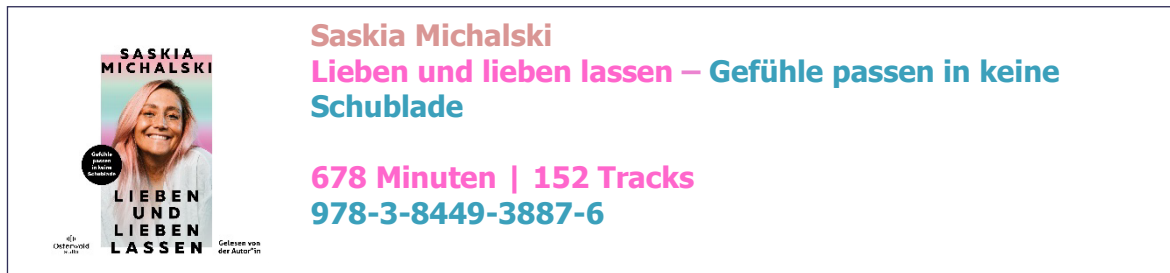 SASKIA
MICHALSKI
Gefühle
passen
in keine
Schublade
LIEBEN
UND
LIEBEN
LASSEN
Osterwold
audio
Gelesen von
der Autor*in
Saskia Michalski
Lieben und lieben lassen – Gefühle passen in keine
Schublade
678 Minuten | 152 Tracks
978-3-8449-3887-6